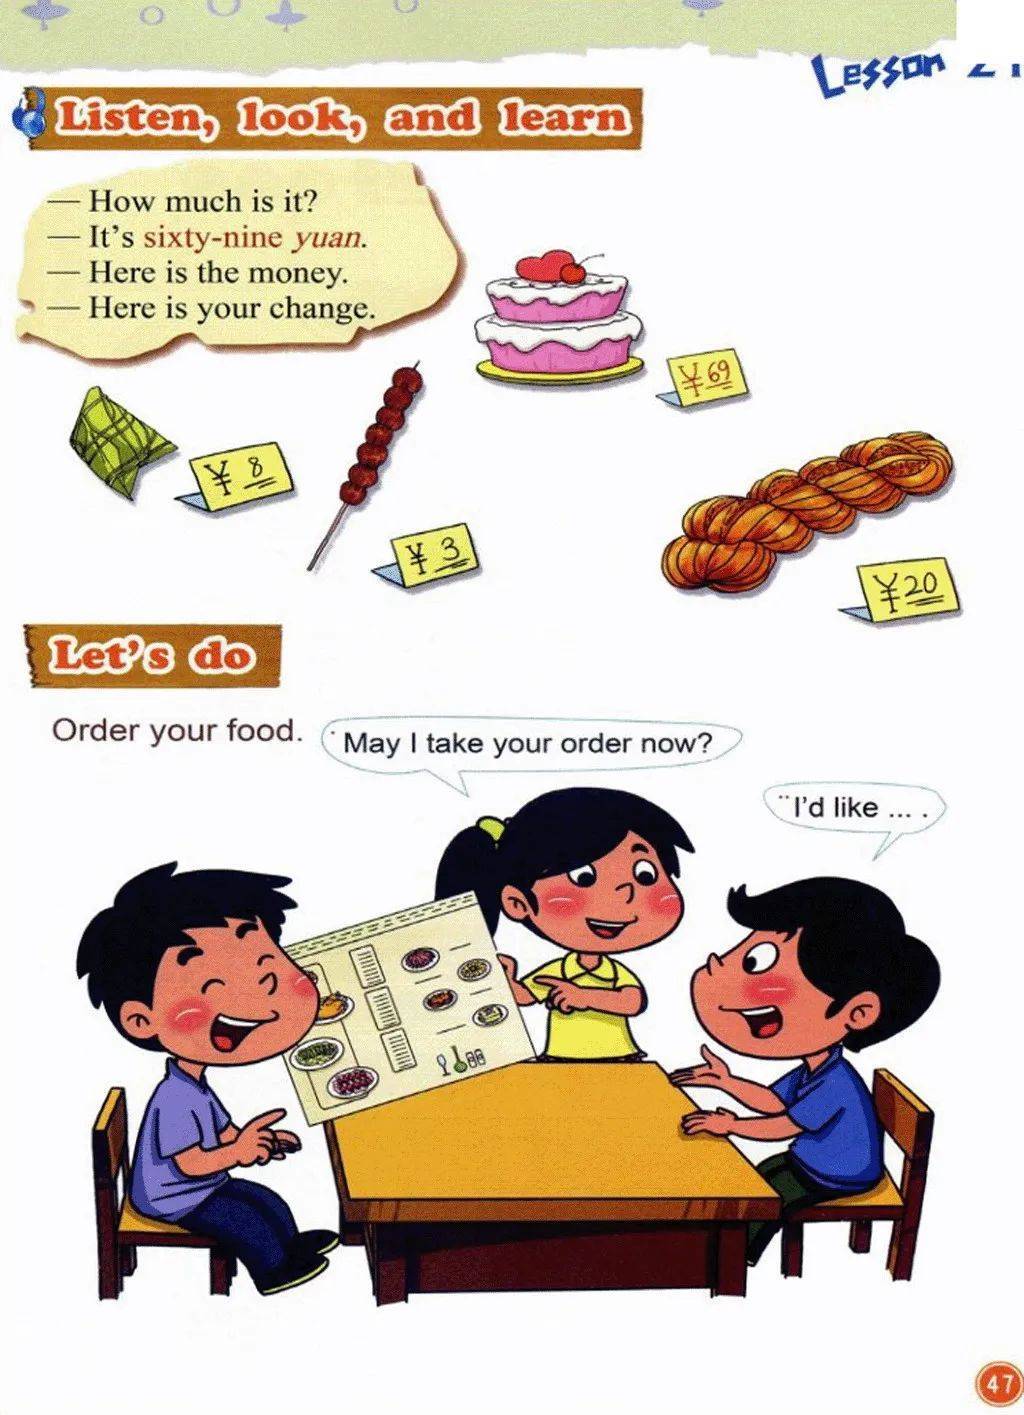 Lesson
Listen, look, and learn
— How much is it?
— It's sixty-nine yuan.
— Here is the money.
— Here is your change.
¥69
¥ 8
¥ 3
¥20
Let's do
Order your food.
May I take your order now?
I'd like ... .
47